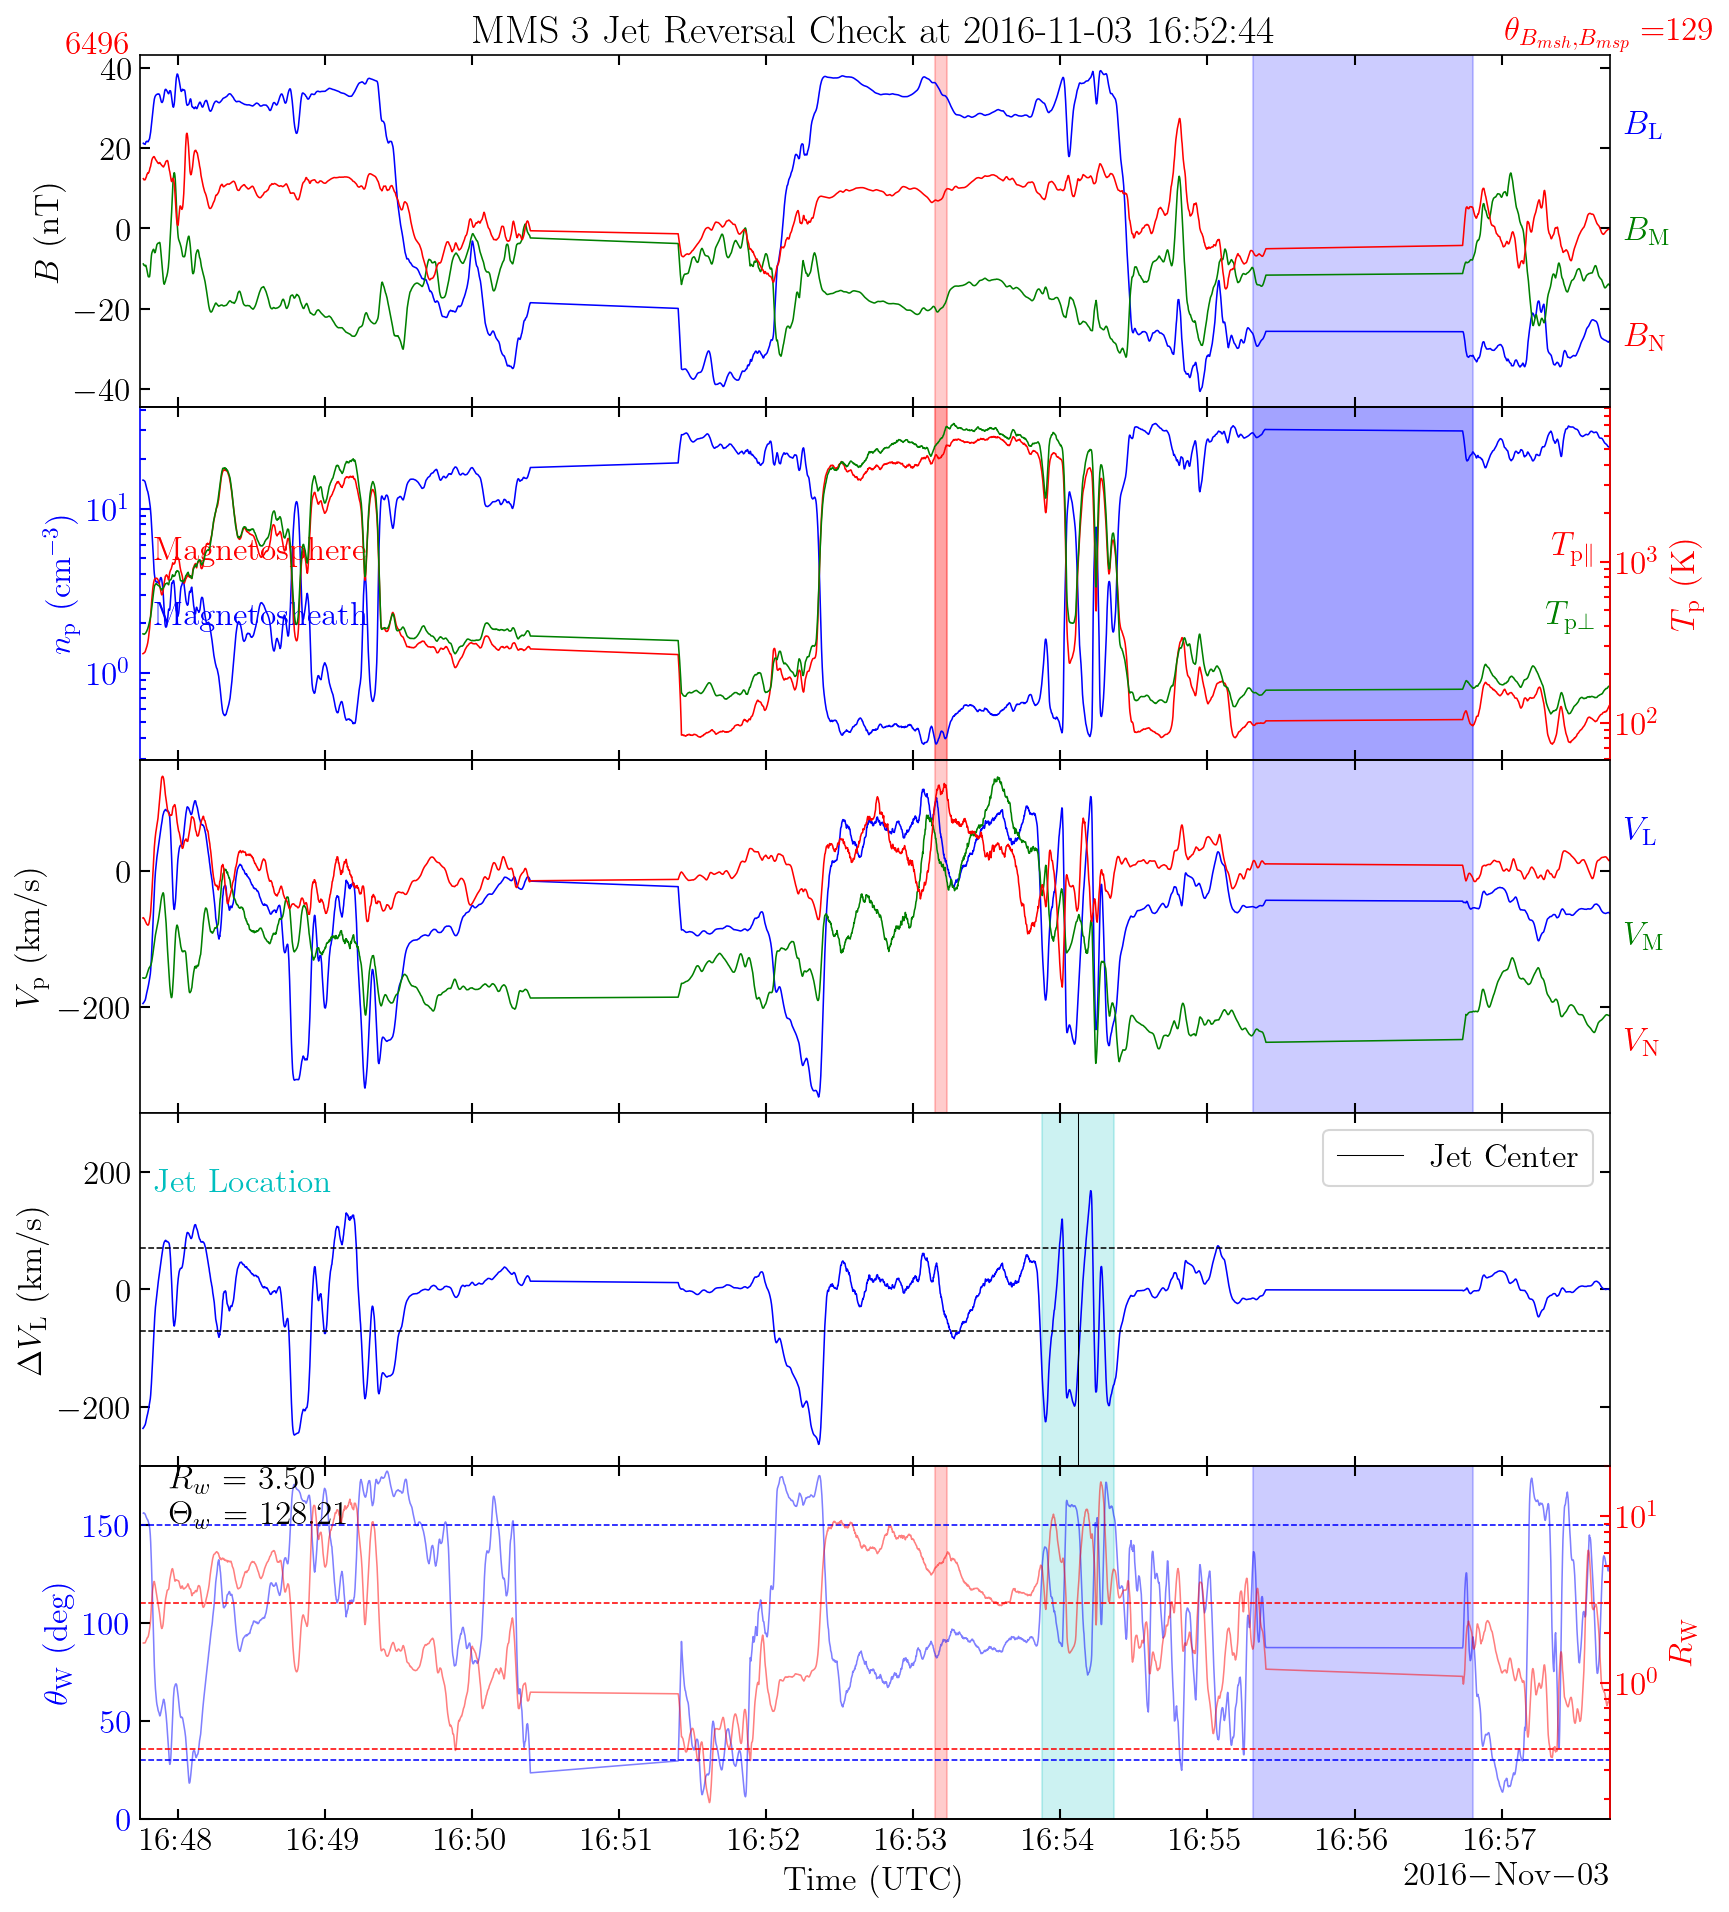 MMS 3 Jet Reversal Check at 2016-11-03 16:52:44
6496
θ_{B_{msh},B_{msp}} =129
40
20
0
−20
−40
B (nT)
B_L
B_M
B_N
10^1
10^0
n_p (cm^{−3})
Magnetosphere
Magnetosheath
T_{p∥}
T_{p⊥}
10^3
10^2
T_p (K)
0
−200
V_p (km/s)
V_L
V_M
V_N
200
0
−200
ΔV_L (km/s)
Jet Location
Jet Center
R_w = 3.50
Θ_w = 128.21
150
100
50
0
θ_W (deg)
10^1
10^0
R_W
16:48 16:49 16:50 16:51 16:52 16:53 16:54 16:55 16:56 16:57
Time (UTC)
2016−Nov−03